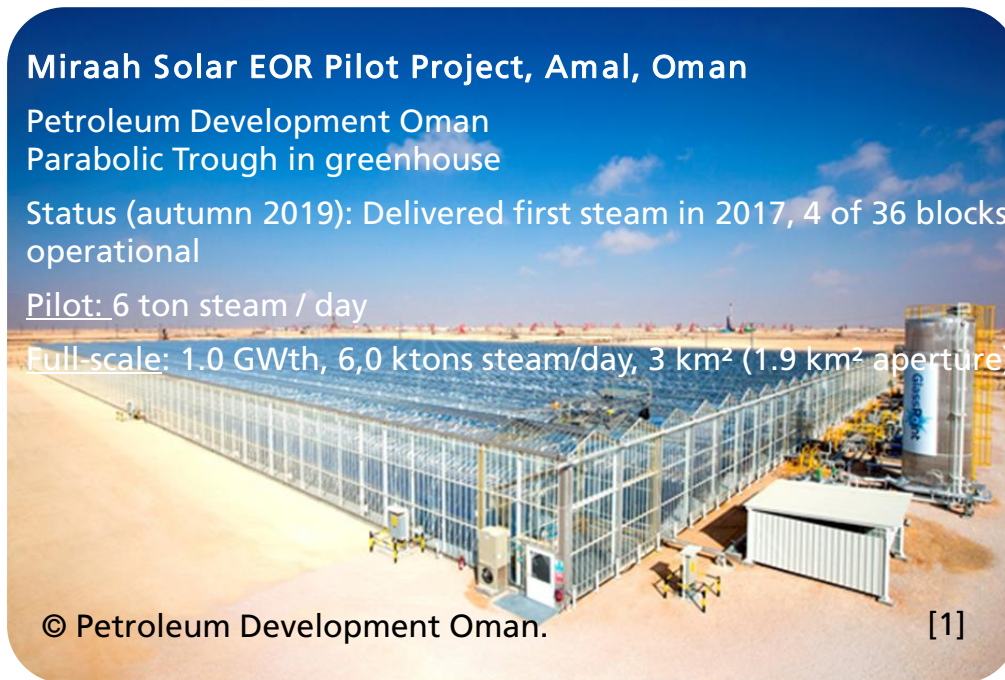 Miraah Solar EOR Pilot Project, Amal, Oman
Petroleum Development Oman
Parabolic Trough in greenhouse
Status (autumn 2019): Delivered first steam in 2017, 4 of 36 blocks
operational
Pilot: 6 ton steam / day
Full-scale: 1.0 GWth, 6,0 ktons steam/day, 3 km² (1.9 km² aperture)
GlassPoint
© Petroleum Development Oman.
[1]